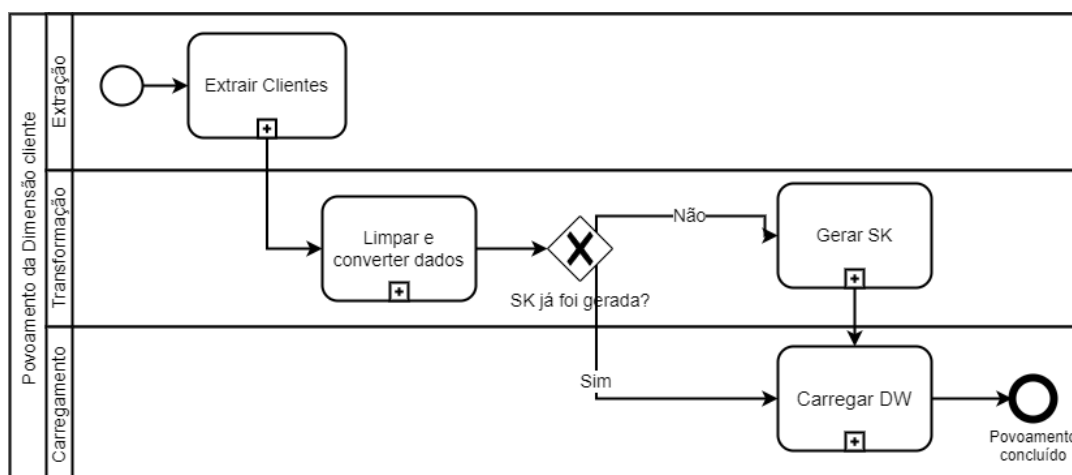 Povoamento da Dimensão cliente
Extração
Extrair Clientes
Transformação
Limpar e
converter dados
SK já foi gerada?
Não
Gerar SK
Carregamento
Sim
Carregar DW
Povoamento
concluído